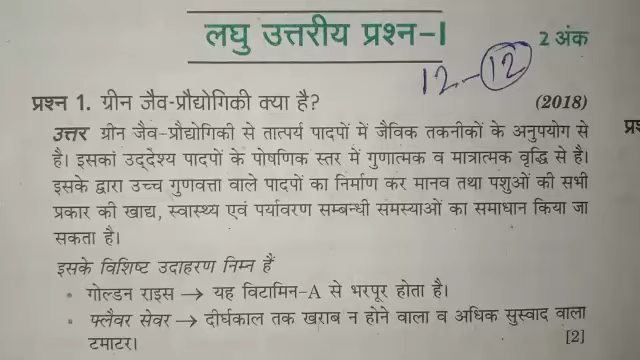 लघु उत्तरीय प्रश्न-I
2 अंक
12-12
प्रश्न 1. ग्रीन जैव-प्रौद्योगिकी क्या है? (2018)
उत्तर ग्रीन जैव-प्रौद्योगिकी से तात्पर्य पादपों में जैविक तकनीकों के अनुपयोग से
है। इसका उद्देश्य पादपों के पोषणिक स्तर में गुणात्मक व मात्रात्मक वृद्धि से है।
इसके द्वारा उच्च गुणवत्ता वाले पादपों का निर्माण कर मानव तथा पशुओं की सभी
प्रकार की खाद्य, स्वास्थ्य एवं पर्यावरण सम्बन्धी समस्याओं का समाधान किया जा
सकता है।
इसके विशिष्ट उदाहरण निम्न हैं
• गोल्डन राइस → यह विटामिन-A से भरपूर होता है।
• फ्लैवर सेवर → दीर्घकाल तक खराब न होने वाला व अधिक सुस्वाद वाला
टमाटर। [2]